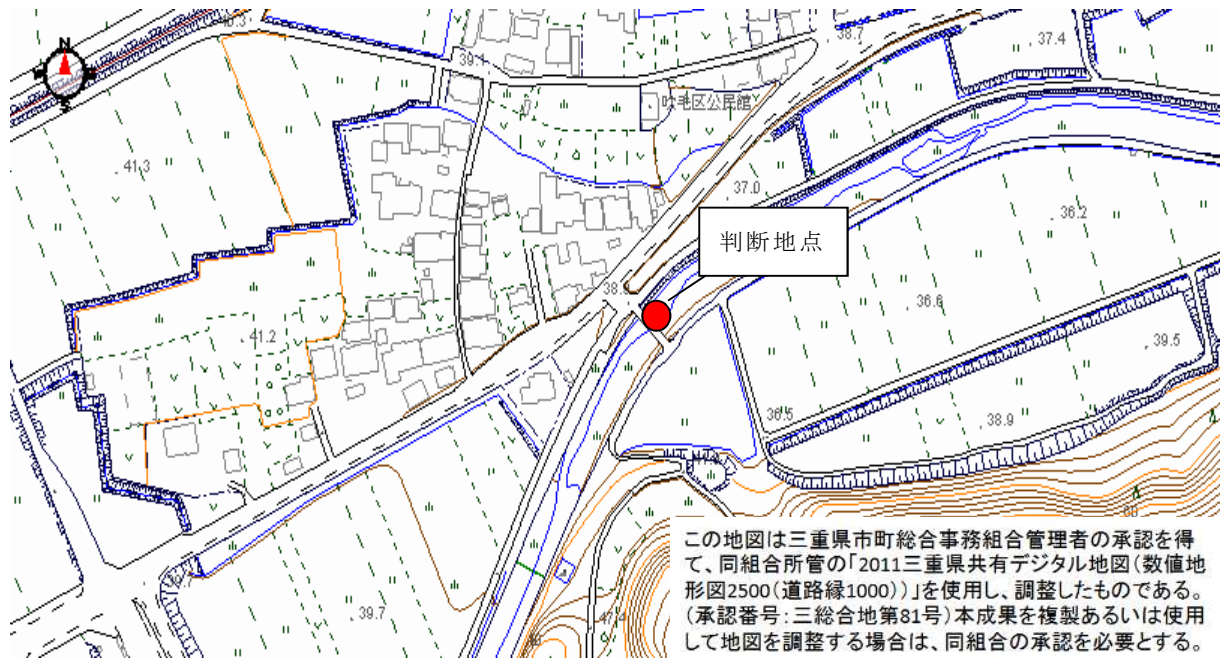 40.3
38.7
37.4
N
39.1
吹毛区公民館
41.3
37.0
36.2
判断地点
38.9
36.6
41.2
39.5
36.5
38.9
この地図は三重県市町総合事務組合管理者の承認を得
て、同組合所管の「2011三重県共有デジタル地図(数値地
形図2500(道路縁1000))」を使用し、調整したものである。
(承認番号:三総合地第81号)本成果を複製あるいは使用
して地図を調整する場合は、同組合の承認を必要とする。
39.7
47.4